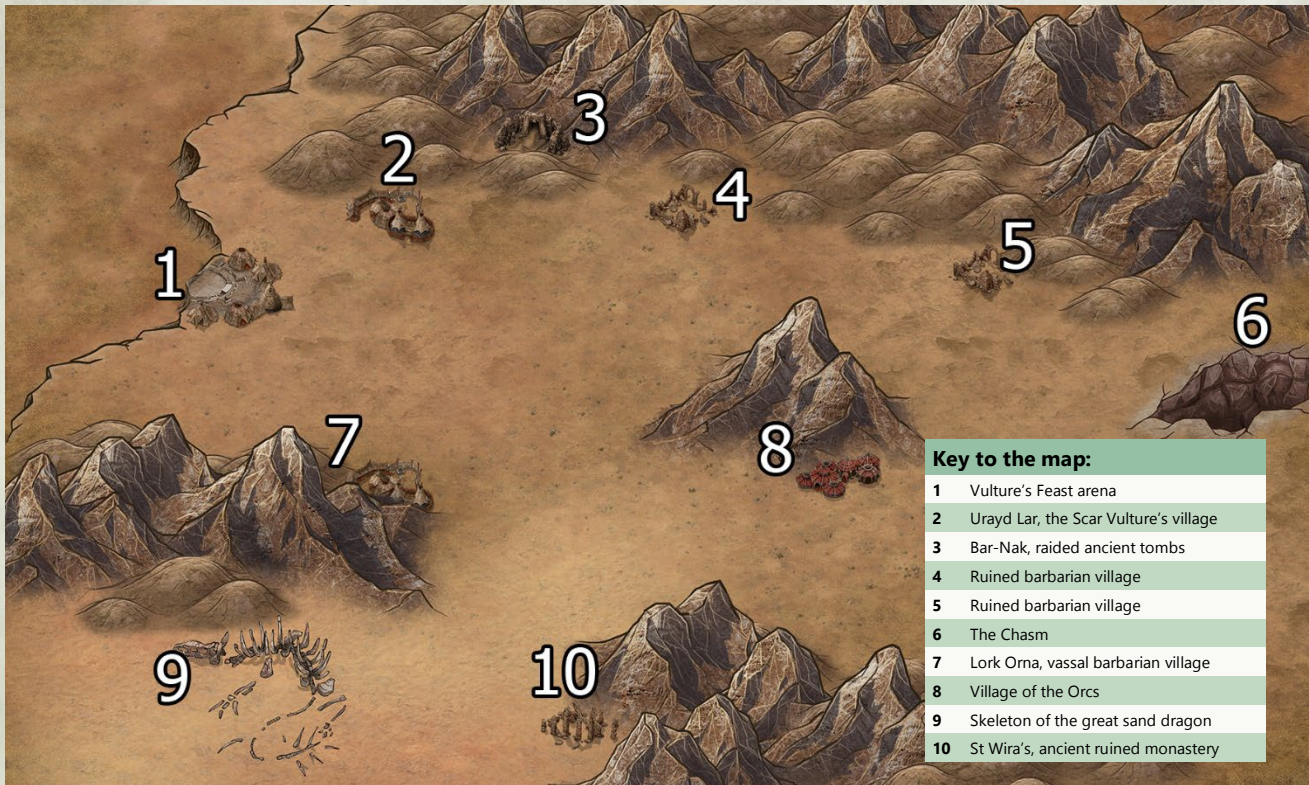 1
2
3
4
5
6
7
8
9
10
Key to the map:
1 Vulture's Feast arena
2 Urayd Lar, the Scar Vulture's village
3 Bar-Nak, raided ancient tombs
4 Ruined barbarian village
5 Ruined barbarian village
6 The Chasm
7 Lork Orna, vassal barbarian village
8 Village of the Orcs
9 Skeleton of the great sand dragon
10 St Wira's, ancient ruined monastery